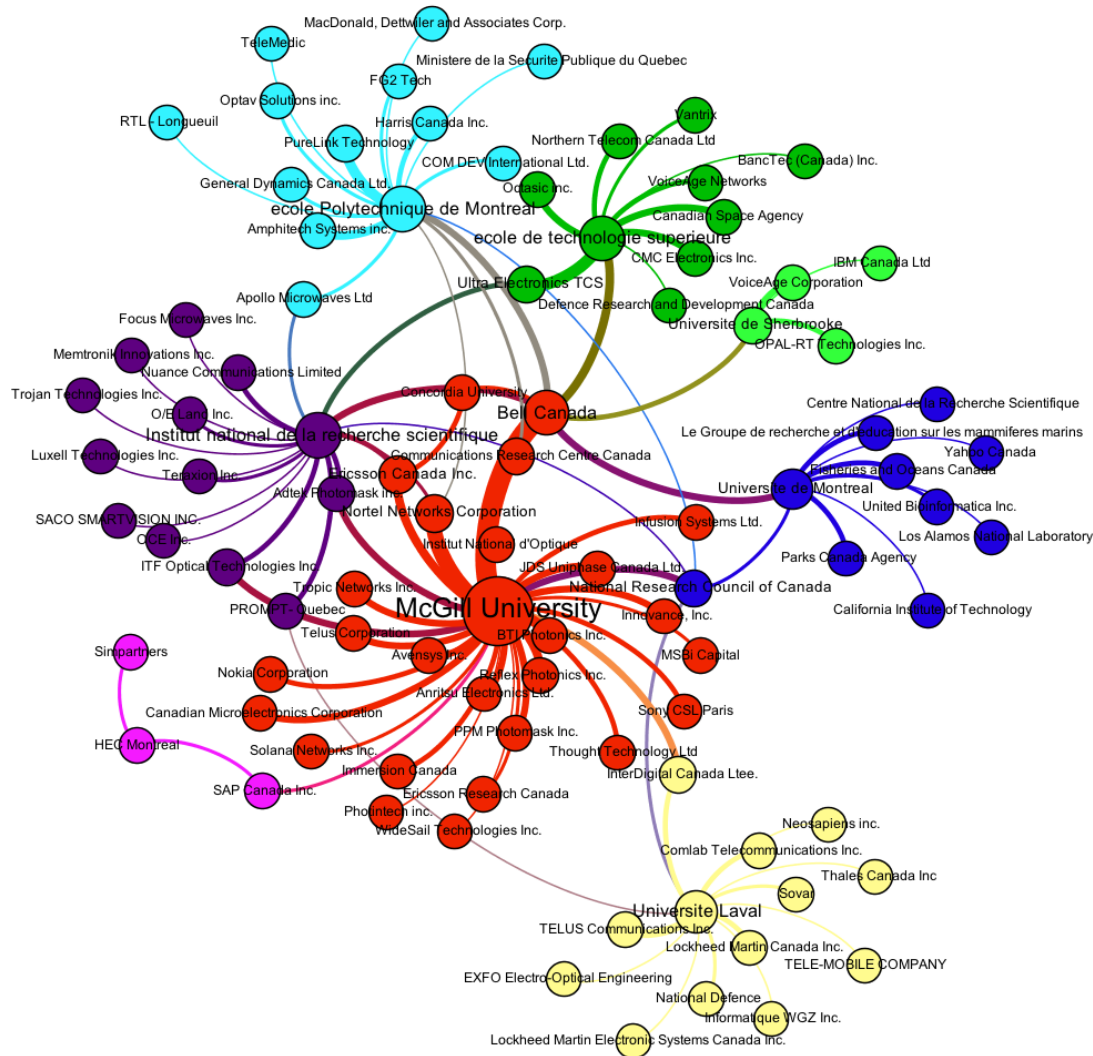 MacDonald, Dettwiler and Associates Corp.
TeleMedic
Ministere de la Securite Publique du Quebec
FG2 Tech
Optav Solutions inc.
RTL - Longueuil
Harris Canada Inc.
Vantrix
PureLink Technology
Northern Telecom Canada Ltd
COM DEV International Ltd.
BancTec (Canada) Inc.
General Dynamics Canada Ltd.
Octasic Inc.
VoiceAge Networks
ecole Polytechnique de Montreal
Canadian Space Agency
Amphitech Systems inc.
ecole de technologie superieure
CMC Electronics Inc.
IBM Canada Ltd
Ultra Electronics TCS
VoiceAge Corporation
Apollo Microwaves Ltd
Defence Research and Development Canada
Focus Microwaves Inc.
Universite de Sherbrooke
OPAL-RT Technologies Inc.
Memtronik Innovations Inc.
Nuance Communications Limited
Trojan Technologies Inc.
Concordia University
Centre National de la Recherche Scientifique
O/E Land Inc.
Bell Canada
Le Groupe de recherche et d'education sur les mammiferes marins
Institut national de la recherche scientifique
Yahoo Canada
Luxell Technologies Inc.
Communications Research Centre Canada
Fisheries and Oceans Canada
Teraxion Inc.
Ericsson Canada Inc.
Universite de Montreal
Adtek Photomask inc.
United Bioinformatica Inc.
Nortel Networks Corporation
SACO SMARTVISION INC.
Infusion Systems Ltd.
Los Alamos National Laboratory
CCE Inc.
Institut National d'Optique
Parks Canada Agency
ITF Optical Technologies Inc.
JDS Uniphase Canada Ltd.
Tropic Networks Inc.
National Research Council of Canada
PROMPT- Quebec
McGill University
California Institute of Technology
Innovance, Inc.
Telus Corporation
BTI Photonics Inc.
Simpartners
Avensys Inc.
MSBi Capital
Nokia Corporation
Reflex Photonics Inc.
Anritsu Electronics Ltd.
Canadian Microelectronics Corporation
Sony CSL Paris
PPM Photomask Inc.
HEC Montreal
Solana Networks Inc.
Thought Technology Ltd
Immersion Canada
InterDigital Canada Ltee.
SAP Canada Inc.
Ericsson Research Canada
Photintech inc.
WideSail Technologies Inc.
Neosapiens inc.
Comlab Telecommunications Inc.
Thales Canada Inc
Sovar
Universite Laval
TELUS Communications Inc.
Lockheed Martin Canada Inc.
TELE-MOBILE COMPANY
EXFO Electro-Optical Engineering
National Defence
Informatique WGZ Inc.
Lockheed Martin Electronic Systems Canada Inc.